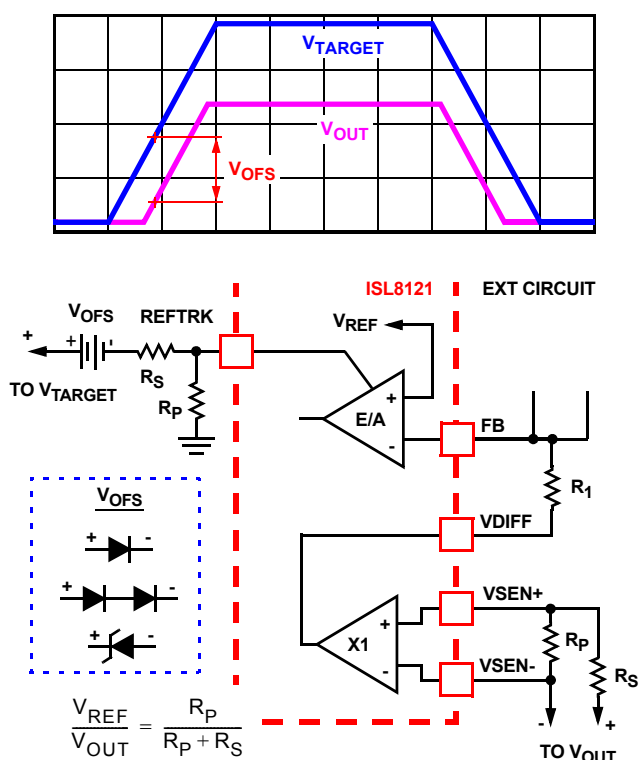 VTARGET
VOUT
VOFS
ISL8121 EXT CIRCUIT
VOFS REFTRK VREF
+ + -
TO VTARGET RS
RP
+
E/A
-
FB
R1
VOFS
VDIFF
+ -
+ -
+ -
VSEN+
+
X1
-
RP
VSEN-
RS
VREF / VOUT = RP / RP + RS
- +
TO VOUT